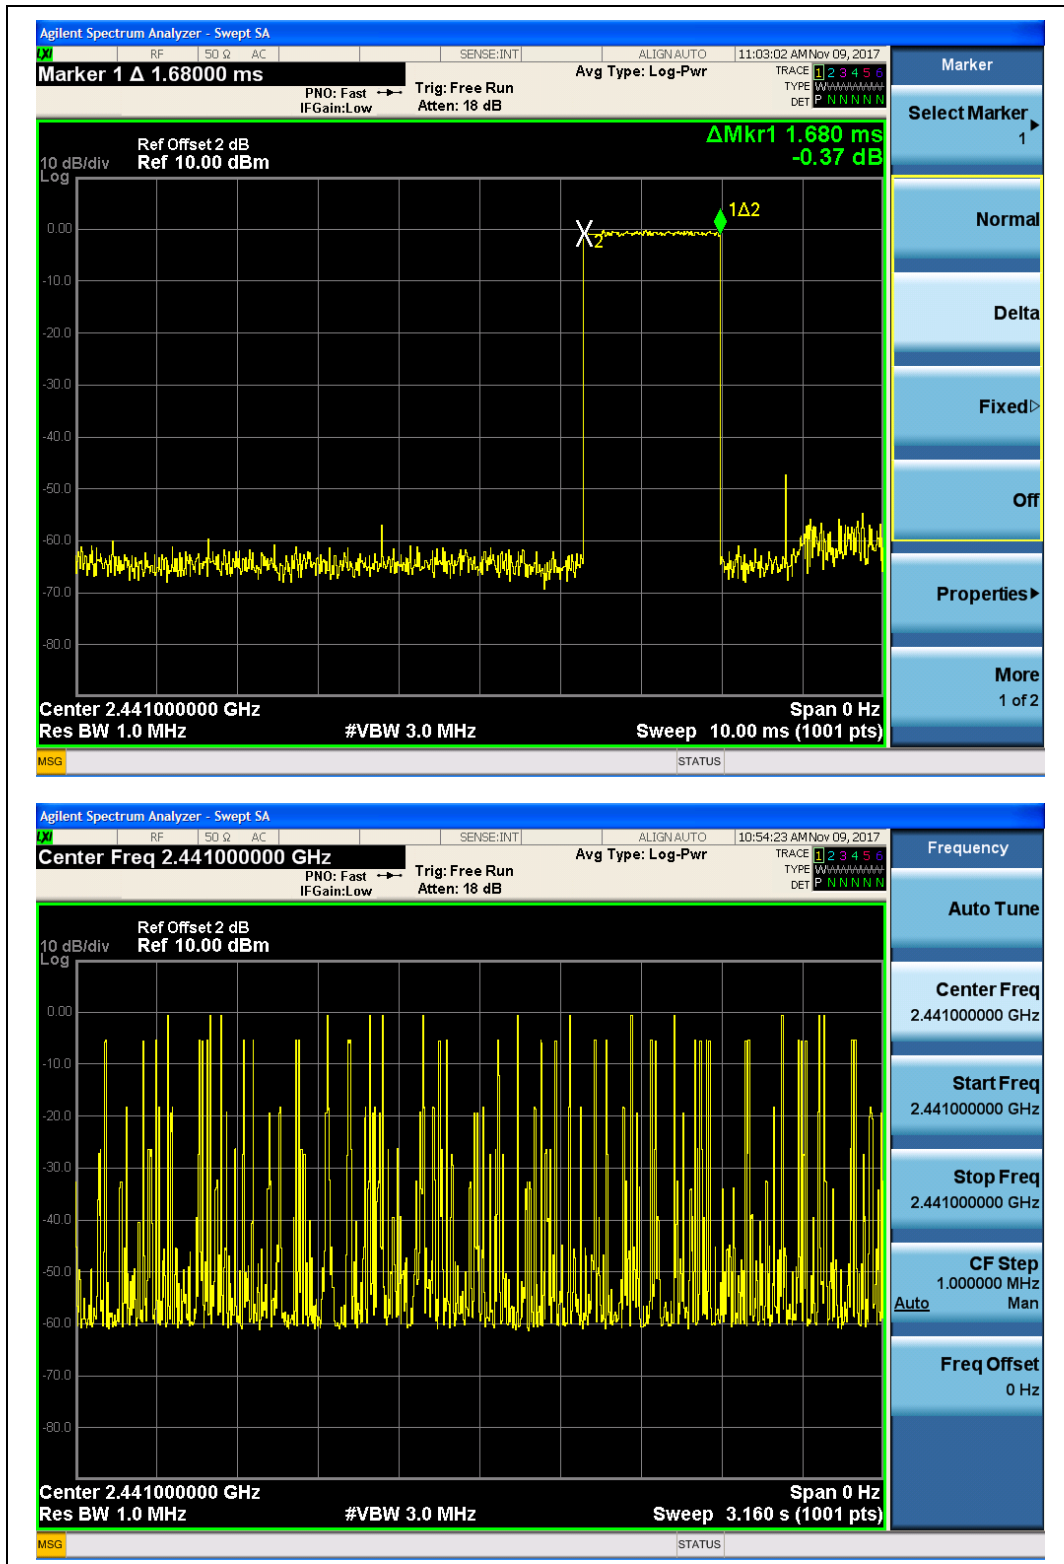 Agilent Spectrum Analyzer - Swept SA
LXI RF 50 Ω AC SENSE:INT ALIGNAUTO 11:03:02 AM Nov 09, 2017
Marker 1 Δ 1.68000 ms
PNO: Fast
IFGain:Low
Trig: Free Run
Atten: 18 dB
Avg Type: Log-Pwr
TRACE 1 2 3 4 5 6
TYPE
DET P N N N N N
Marker
Select Marker
1
Normal
Delta
Fixed
Off
Properties
More
1 of 2
ΔMkr1 1.680 ms
-0.37 dB
Ref Offset 2 dB
10 dB/div Ref 10.00 dBm
Log
1Δ2
2
0.00
-10.0
-20.0
-30.0
-40.0
-50.0
-60.0
-70.0
-80.0
Center 2.441000000 GHz Span 0 Hz
Res BW 1.0 MHz #VBW 3.0 MHz Sweep 10.00 ms (1001 pts)
MSG STATUS
Agilent Spectrum Analyzer - Swept SA
LXI RF 50 Ω AC SENSE:INT ALIGNAUTO 10:54:23 AM Nov 09, 2017
Center Freq 2.441000000 GHz
PNO: Fast
IFGain:Low
Trig: Free Run
Atten: 18 dB
Avg Type: Log-Pwr
TRACE 1 2 3 4 5 6
TYPE
DET P N N N N N
Frequency
Auto Tune
Center Freq
2.441000000 GHz
Start Freq
2.441000000 GHz
Stop Freq
2.441000000 GHz
CF Step
1.000000 MHz
Auto Man
Freq Offset
0 Hz
Ref Offset 2 dB
10 dB/div Ref 10.00 dBm
Log
0.00
-10.0
-20.0
-30.0
-40.0
-50.0
-60.0
-70.0
-80.0
Center 2.441000000 GHz Span 0 Hz
Res BW 1.0 MHz #VBW 3.0 MHz Sweep 3.160 s (1001 pts)
MSG STATUS